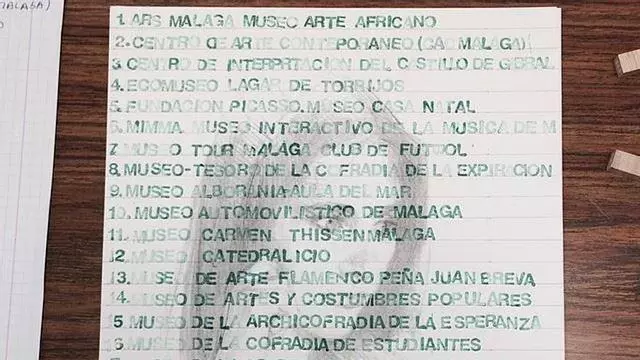 MALAGA)
1. ARS MALAGA MUSEO ARTE AFRICANO
2. CENTRO DE ARTE CONTEPORANEO (CAC MALAGA)
3. CENTRO DE INTERPRTACION DEL CASTILLO DE GIBRAL
4. ECOMUSEO LAGAR DE TORRIJOS
5. FUNDACION PICASSO. MUSEO CASA NATAL
6. MIMMA. MUSEO INTERACTIVO DE LA MUSICA DE M
7. MUSEO TOUR MALAGA CLUB DE FUTBOL
8. MUSEO-TESORO DE LA COFRADIA DE LA EXPIRACION
9. MUSEO ALBORANIA-AULA DEL MAR
10. MUSEO AUTOMOVILISTICO DE MALAGA
11. MUSEO CARMEN THISSEN MALAGA
12. MUSEO CATEDRALICIO
13. MUSEO DE ARTE FLAMENCO PEÑA JUAN BREVA
14. MUSEO DE ARTES Y COSTUMBRES POPULARES
15 MUSEO DE LA ARCHICOFRADIA DE LA ESPERANZA
16 MUSEO DE LA COFRADIA DE ESTUDIANTES